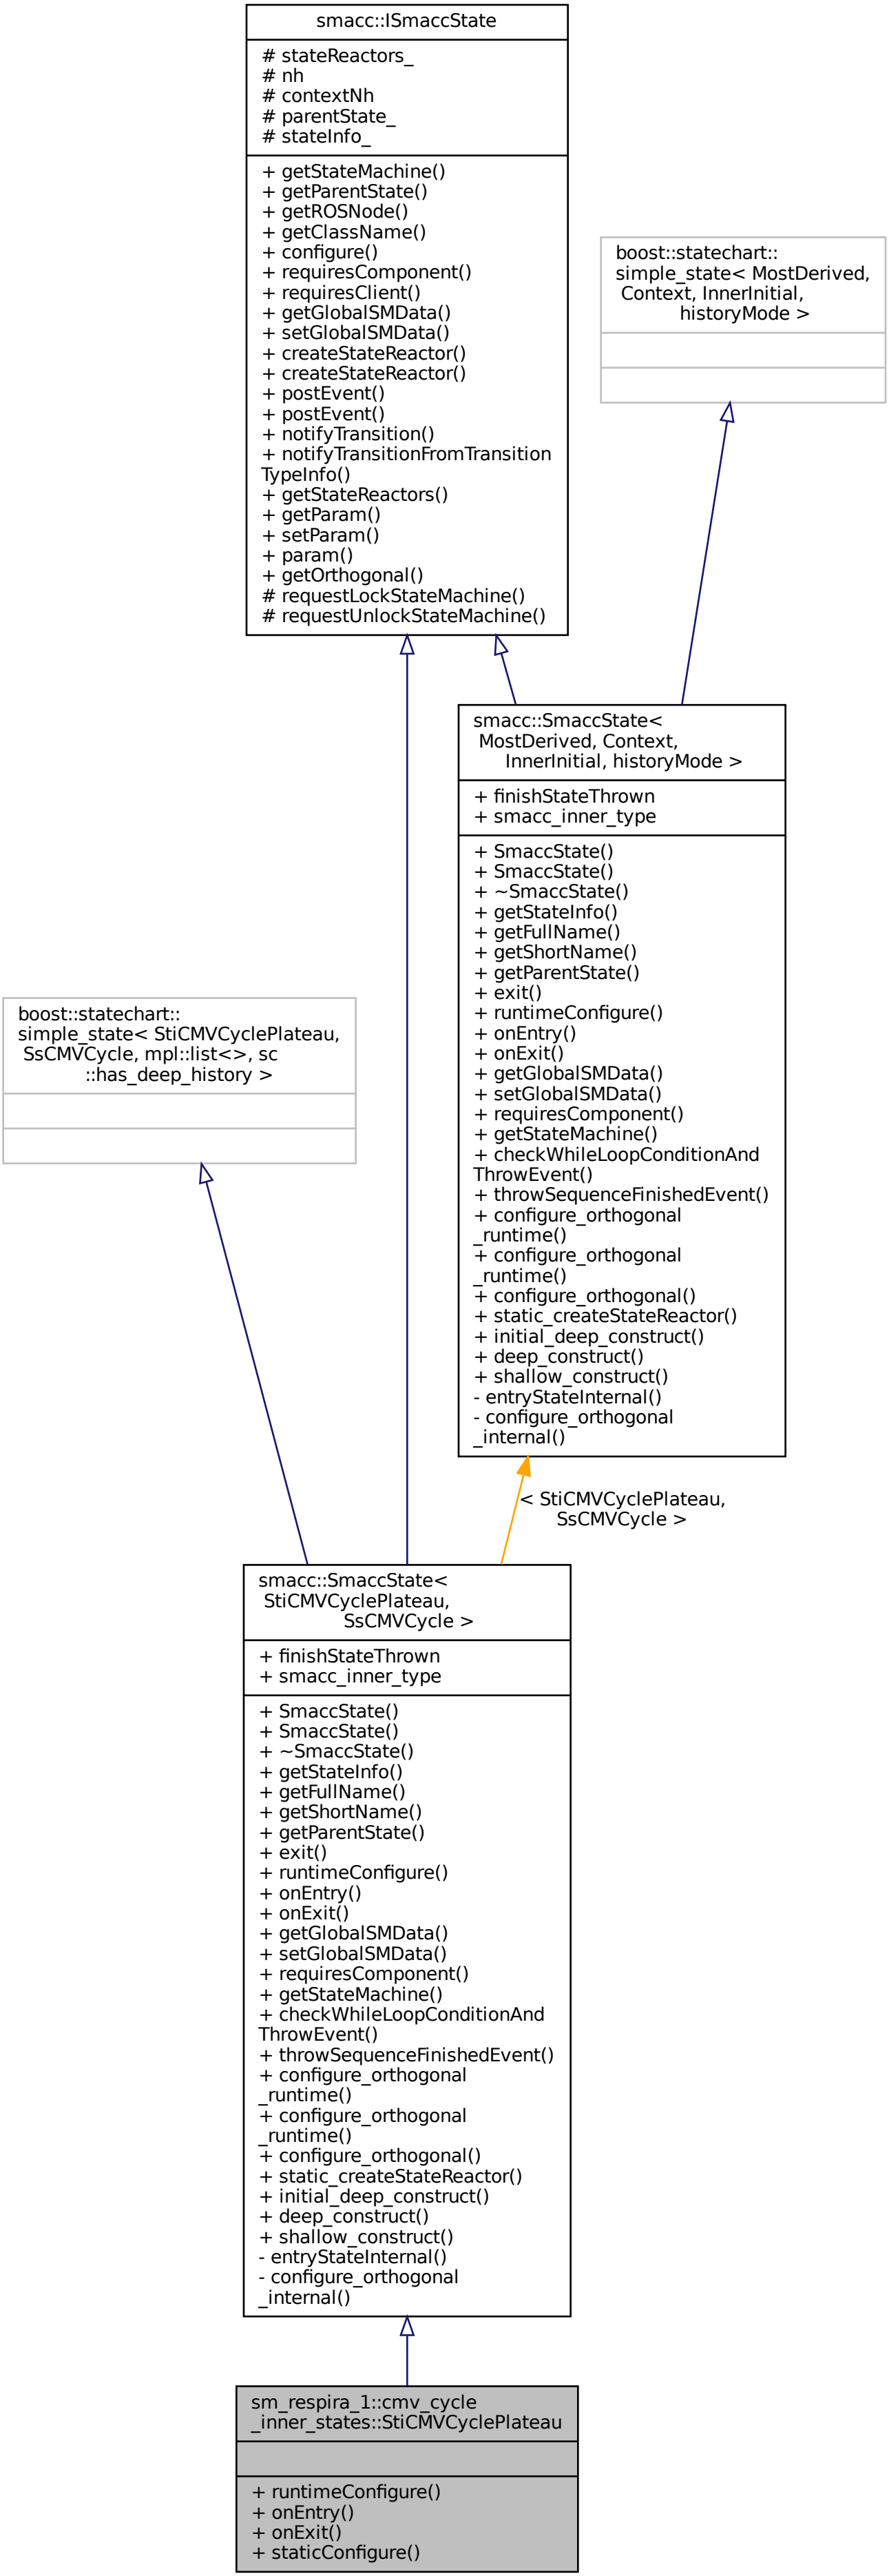 smacc::ISmaccState
# stateReactors_
# nh
# contextNh
# parentState_
# stateInfo_
+ getStateMachine()
+ getParentState()
+ getROSNode()
+ getClassName()
+ configure()
+ requiresComponent()
+ requiresClient()
+ getGlobalSMData()
+ setGlobalSMData()
+ createStateReactor()
+ createStateReactor()
+ postEvent()
+ postEvent()
+ notifyTransition()
+ notifyTransitionFromTransition
TypeInfo()
+ getStateReactors()
+ getParam()
+ setParam()
+ param()
+ getOrthogonal()
# requestLockStateMachine()
# requestUnlockStateMachine()
boost::statechart::
simple_state< MostDerived,
Context, InnerInitial,
historyMode >
smacc::SmaccState<
MostDerived, Context,
InnerInitial, historyMode >
+ finishStateThrown
+ smacc_inner_type
+ SmaccState()
+ SmaccState()
+ ~SmaccState()
+ getStateInfo()
+ getFullName()
+ getShortName()
+ getParentState()
+ exit()
+ runtimeConfigure()
+ onEntry()
+ onExit()
+ getGlobalSMData()
+ setGlobalSMData()
+ requiresComponent()
+ getStateMachine()
+ checkWhileLoopConditionAnd
ThrowEvent()
+ throwSequenceFinishedEvent()
+ configure_orthogonal
_runtime()
+ configure_orthogonal
_runtime()
+ configure_orthogonal()
+ static_createStateReactor()
+ initial_deep_construct()
+ deep_construct()
+ shallow_construct()
- entryStateInternal()
- configure_orthogonal
_internal()
boost::statechart::
simple_state< StiCMVCyclePlateau,
SsCMVCycle, mpl::list<>, sc
::has_deep_history >
< StiCMVCyclePlateau,
SsCMVCycle >
smacc::SmaccState<
StiCMVCyclePlateau,
SsCMVCycle >
+ finishStateThrown
+ smacc_inner_type
+ SmaccState()
+ SmaccState()
+ ~SmaccState()
+ getStateInfo()
+ getFullName()
+ getShortName()
+ getParentState()
+ exit()
+ runtimeConfigure()
+ onEntry()
+ onExit()
+ getGlobalSMData()
+ setGlobalSMData()
+ requiresComponent()
+ getStateMachine()
+ checkWhileLoopConditionAnd
ThrowEvent()
+ throwSequenceFinishedEvent()
+ configure_orthogonal
_runtime()
+ configure_orthogonal
_runtime()
+ configure_orthogonal()
+ static_createStateReactor()
+ initial_deep_construct()
+ deep_construct()
+ shallow_construct()
- entryStateInternal()
- configure_orthogonal
_internal()
sm_respira_1::cmv_cycle
_inner_states::StiCMVCyclePlateau
+ runtimeConfigure()
+ onEntry()
+ onExit()
+ staticConfigure()